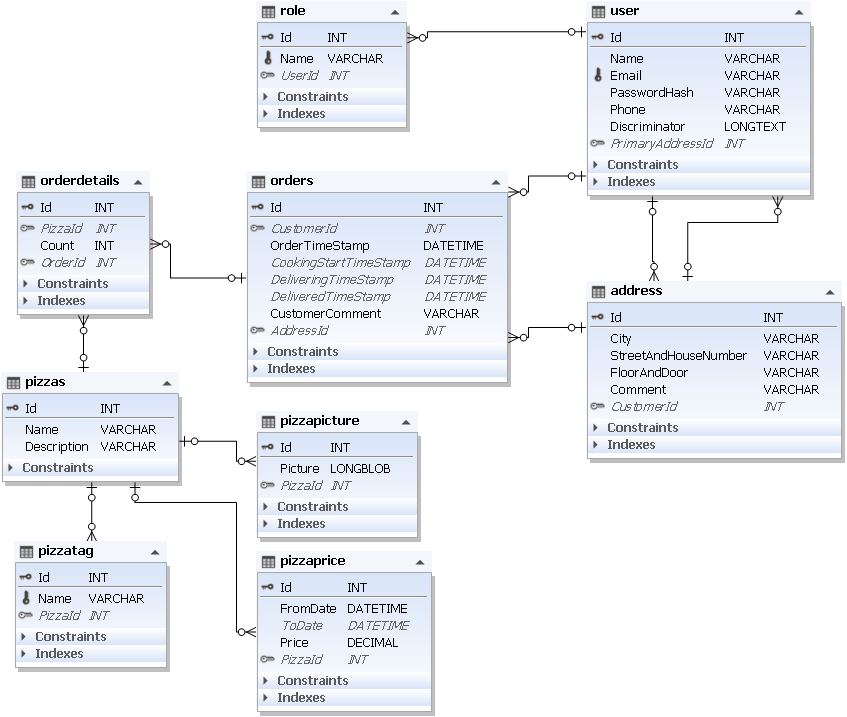 role
Id INT
Name VARCHAR
UserId INT
Constraints
Indexes
user
Id INT
Name VARCHAR
Email VARCHAR
PasswordHash VARCHAR
Phone VARCHAR
Discriminator LONGTEXT
PrimaryAddressId INT
Constraints
Indexes
orderdetails
Id INT
PizzaId INT
Count INT
OrderId INT
Constraints
Indexes
orders
Id INT
CustomerId INT
OrderTimeStamp DATETIME
CookingStartTimeStamp DATETIME
DeliveringTimeStamp DATETIME
DeliveredTimeStamp DATETIME
CustomerComment VARCHAR
AddressId INT
Constraints
Indexes
address
Id INT
City VARCHAR
StreetAndHouseNumber VARCHAR
FloorAndDoor VARCHAR
Comment VARCHAR
CustomerId INT
Constraints
Indexes
pizzas
Id INT
Name VARCHAR
Description VARCHAR
Constraints
pizzapicture
Id INT
Picture LONGBLOB
PizzaId INT
Constraints
Indexes
pizzatag
Id INT
Name VARCHAR
PizzaId INT
Constraints
Indexes
pizzaprice
Id INT
FromDate DATETIME
ToDate DATETIME
Price DECIMAL
PizzaId INT
Constraints
Indexes